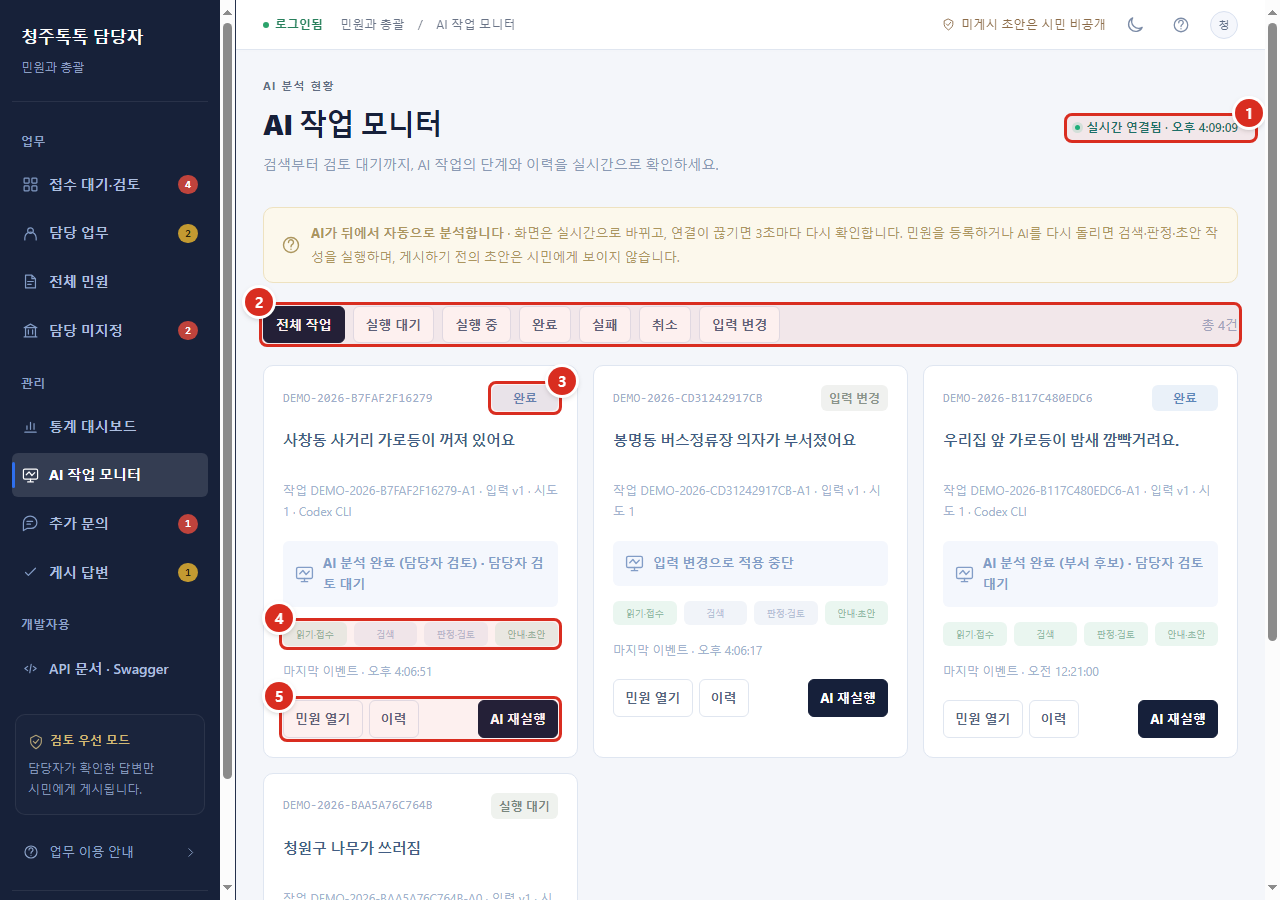 청주톡톡 담당자
민원과 총괄
업무
접수 대기·검토 4
담당 업무 2
전체 민원
담당 미지정 2
관리
통계 대시보드
AI 작업 모니터
추가 문의 1
게시 답변 1
개발자용
</> API 문서 · Swagger
검토 우선 모드
담당자가 확인한 답변만
시민에게 게시됩니다.
업무 이용 안내
로그인됨 민원과 총괄 / AI 작업 모니터
미게시 초안은 시민 비공개 청
AI 분석 현황
AI 작업 모니터
검색부터 검토 대기까지, AI 작업의 단계와 이력을 실시간으로 확인하세요.
1
실시간 연결됨 · 오후 4:09:09
AI가 뒤에서 자동으로 분석합니다 · 화면은 실시간으로 바뀌고, 연결이 끊기면 3초마다 다시 확인합니다. 민원을 등록하거나 AI를 다시 돌리면 검색·판정·초안 작
성을 실행하며, 게시하기 전의 초안은 시민에게 보이지 않습니다.
2
전체 작업 실행 대기 실행 중 완료 실패 취소 입력 변경 총 4건
DEMO-2026-B7FAF2F16279 완료 3
사창동 사거리 가로등이 꺼져 있어요
작업 DEMO-2026-B7FAF2F16279-A1 · 입력 v1 · 시도
1 · Codex CLI
AI 분석 완료 (담당자 검토) · 담당자 검
토 대기
4
읽기·접수 검색 판정·검토 안내·초안
마지막 이벤트 · 오후 4:06:51
5
민원 열기 이력 AI 재실행
DEMO-2026-CD31242917CB 입력 변경
봉명동 버스정류장 의자가 부서졌어요
작업 DEMO-2026-CD31242917CB-A1 · 입력 v1 · 시
도 1
입력 변경으로 적용 중단
읽기·접수 검색 판정·검토 안내·초안
마지막 이벤트 · 오후 4:06:17
민원 열기 이력 AI 재실행
DEMO-2026-B117C480EDC6 완료
우리집 앞 가로등이 밤새 깜빡거려요.
작업 DEMO-2026-B117C480EDC6-A1 · 입력 v1 · 시
도 1 · Codex CLI
AI 분석 완료 (부서 후보) · 담당자 검토
대기
읽기·접수 검색 판정·검토 안내·초안
마지막 이벤트 · 오전 12:21:00
민원 열기 이력 AI 재실행
DEMO-2026-BAA5A76C764B 실행 대기
청원구 나무가 쓰러짐
작업 DEMO-2026-BAA5A76C764B-A0 · 입력 v1 · 시